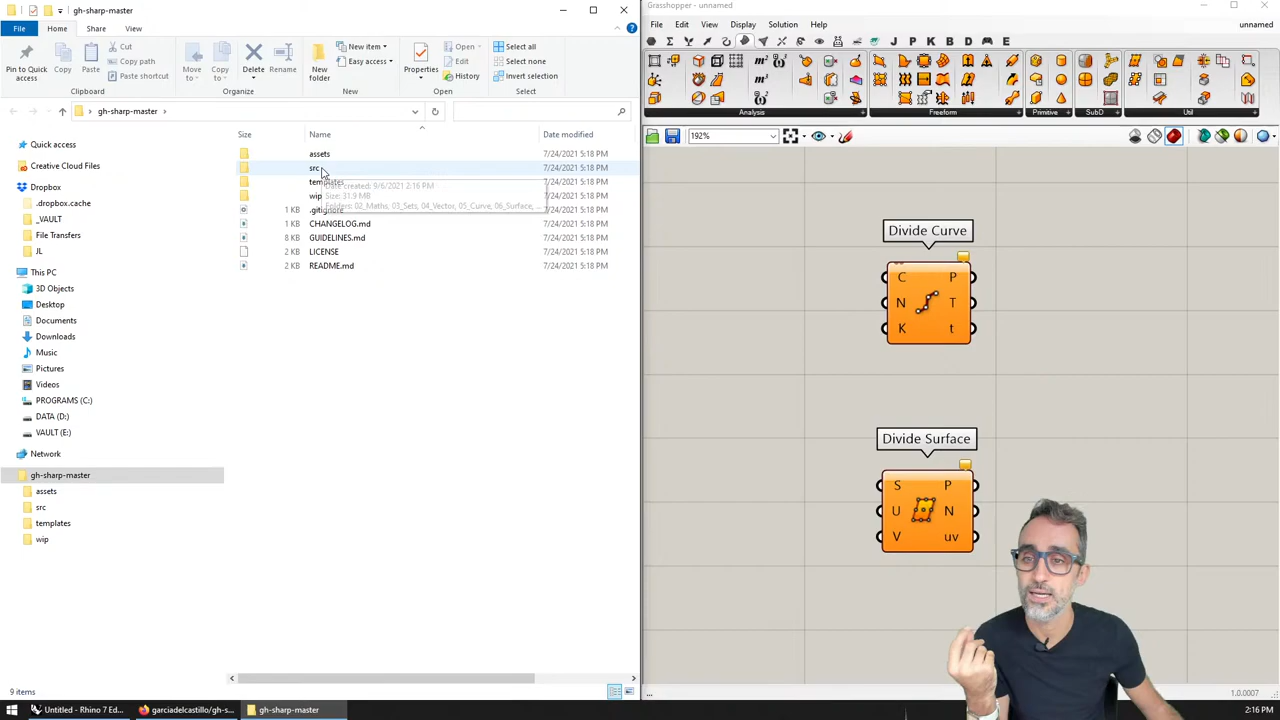 gh-sharp-master
File
Home
Share
View
Pin to Quick access
Copy
Paste
Cut
Copy path
Paste shortcut
Clipboard
Move to
Copy to
Delete
Rename
Organize
New folder
New item
Easy access
New
Properties
Open
Edit
History
Open
Select all
Select none
Invert selection
Select
gh-sharp-master
Size
Name
Date modified
Quick access
Creative Cloud Files
Dropbox
.dropbox.cache
_VAULT
File Transfers
JL
This PC
3D Objects
Desktop
Documents
Downloads
Music
Pictures
Videos
PROGRAMS (C:)
DATA (D:)
VAULT (E:)
Network
gh-sharp-master
assets
src
templates
wip
assets 7/24/2021 5:18 PM
src 7/24/2021 5:18 PM
templates 7/24/2021 5:18 PM
wip 7/24/2021 5:18 PM
1 KB .gitignore 7/24/2021 5:18 PM
1 KB CHANGELOG.md 7/24/2021 5:18 PM
8 KB GUIDELINES.md 7/24/2021 5:18 PM
2 KB LICENSE 7/24/2021 5:18 PM
2 KB README.md 7/24/2021 5:18 PM
Date created: 9/6/2021 2:16 PM
Size: 31.9 MB
Folders: 02_Maths, 03_Sets, 04_Vector, 05_Curve, 06_Surface, ...
9 items
Grasshopper - unnamed
File Edit View Display Solution Help unnamed
J P K B D E
m² m³
Analysis Freeform Primitive SubD Util
192%
Divide Curve
C P
N T
K t
Divide Surface
S P
U N
V uv
... 1.0.0007
Untitled - Rhino 7 Ed...
garciadelcastillo/gh-s...
gh-sharp-master
2:16 PM